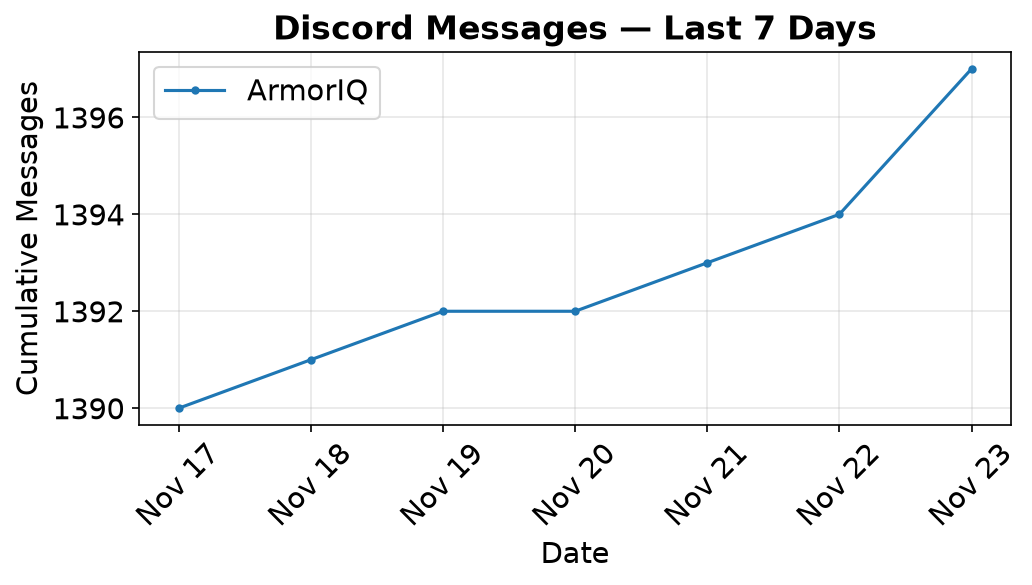 Discord Messages — Last 7 Days
ArmorIQ
Cumulative Messages
1396
1394
1392
1390
Nov 17
Nov 18
Nov 19
Nov 20
Nov 21
Nov 22
Nov 23
Date